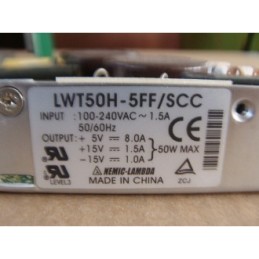 LWT50H-5FF/SCC
INPUT :100-240VAC～1.5A
50/60Hz
OUTPUT:+ 5V ⎓ 8.0A
+15V ⎓ 1.5A
-15V ⎓ 1.0A
50W MAX
CE
LEVEL3
NEMIC-LAMBDA
MADE IN CHINA